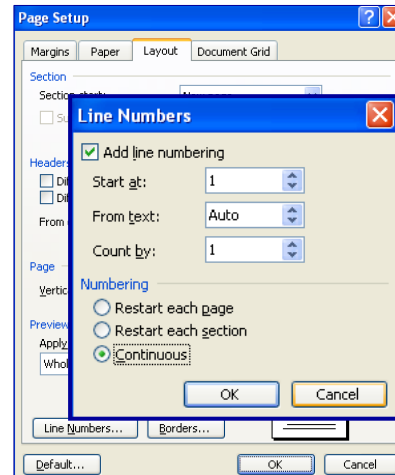 Page Setup
Margins Paper Layout Document Grid
Section
Section
Line Numbers
Add line numbering
Start at: 1
From text: Auto
Count by: 1
Numbering
Restart each page
Restart each section
Continuous
OK Cancel
Headers
From
Page
Preview
Apply
Line Numbers... Borders...
Default... OK Cancel